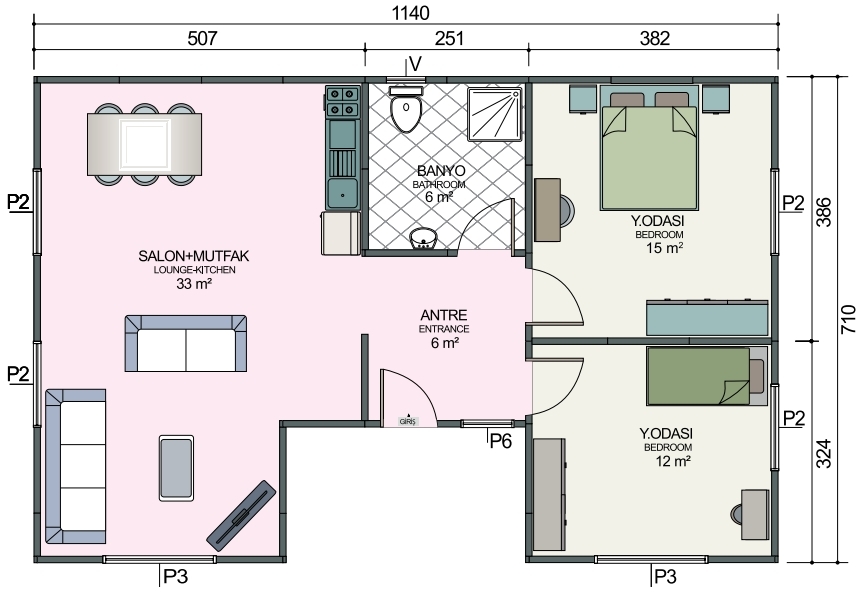 1140
507
251
382
V
BANYO
BATHROOM
6 m²
P2
P2
386
Y.ODASI
BEDROOM
15 m²
SALON+MUTFAK
LOUNGE-KITCHEN
33 m²
ANTRE
ENTRANCE
6 m²
710
P2
GİRİŞ
P6
P2
Y.ODASI
BEDROOM
12 m²
324
P3
P3